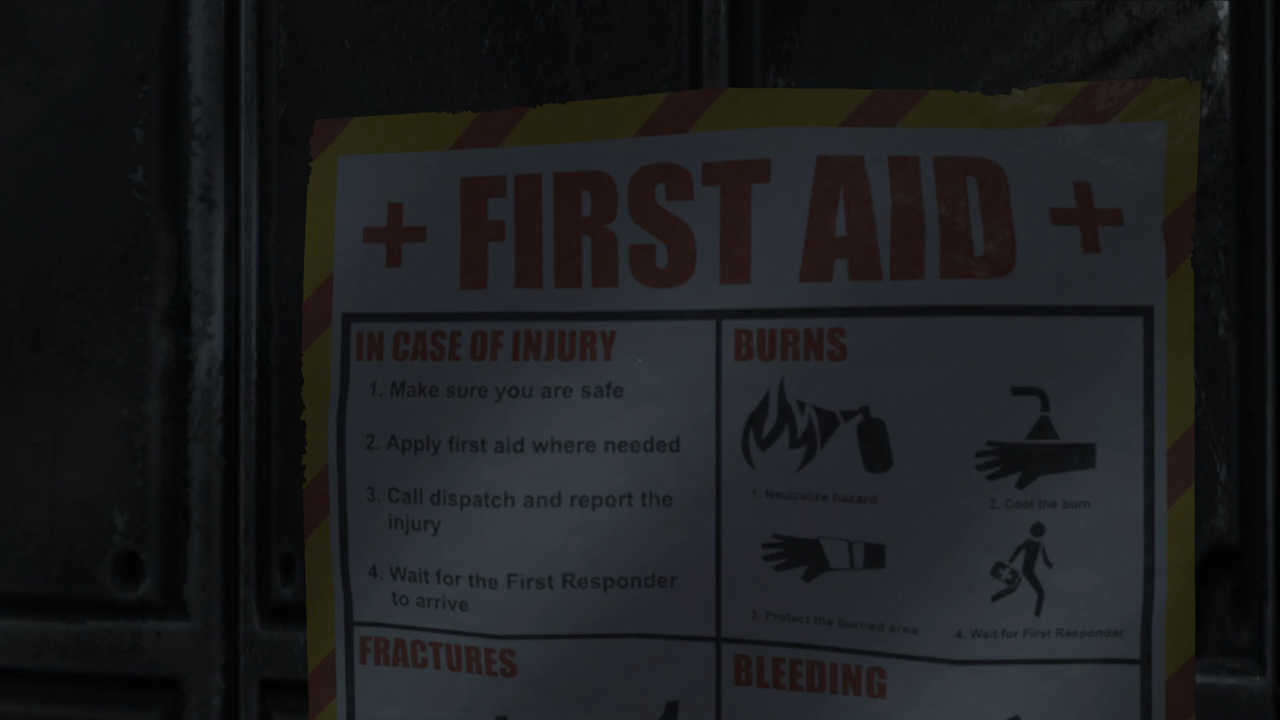 + FIRST AID +
IN CASE OF INJURY
1. Make sure you are safe
2. Apply first aid where needed
3. Call dispatch and report the
injury
4. Wait for the First Responder
to arrive
BURNS
1. Neutralize hazard
2. Cool the burn
3. Protect the burned area
4. Wait for First Responder
FRACTURES
BLEEDING